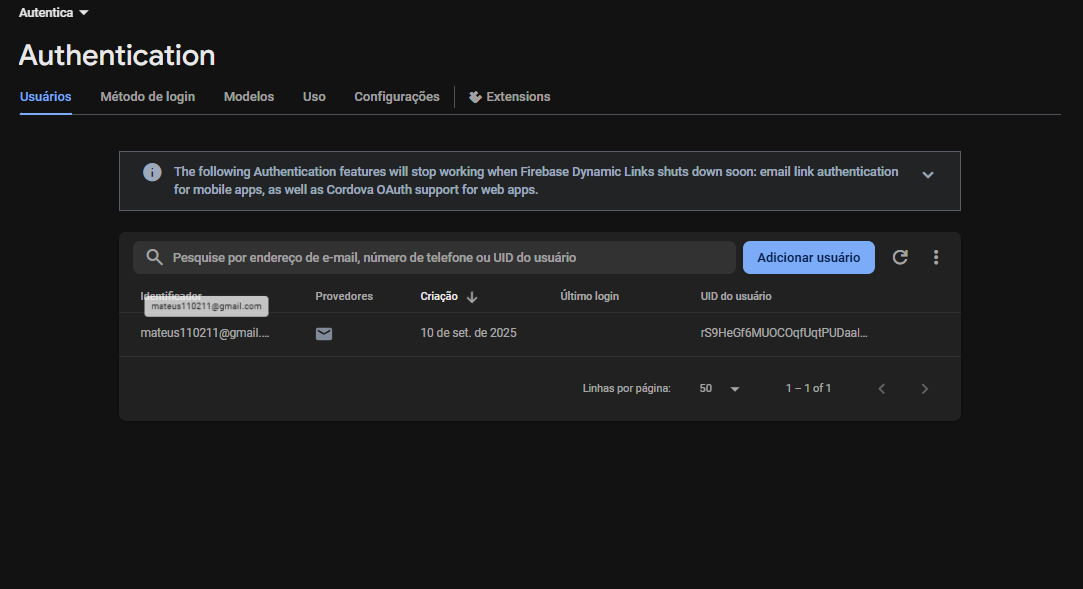 Autentica
Authentication
Usuários Método de login Modelos Uso Configurações Extensions
The following Authentication features will stop working when Firebase Dynamic Links shuts down soon: email link authentication
for mobile apps, as well as Cordova OAuth support for web apps.
Pesquise por endereço de e-mail, número de telefone ou UID do usuário Adicionar usuário
Identificador Provedores Criação Último login UID do usuário
mateus110211@gmail.com
mateus110211@gmail.... 10 de set. de 2025 rS9HeGf6MUOCOqfUqtPUDaal...
Linhas por página: 50 1 – 1 of 1